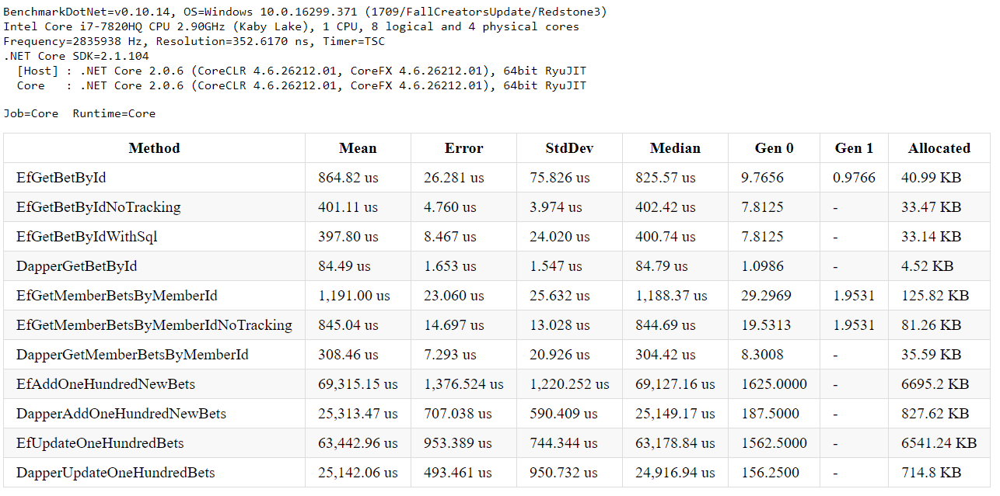 BenchmarkDotNet=v0.10.14, OS=Windows 10.0.16299.371 (1709/FallCreatorsUpdate/Redstone3)
Intel Core i7-7820HQ CPU 2.90GHz (Kaby Lake), 1 CPU, 8 logical and 4 physical cores
Frequency=2835938 Hz, Resolution=352.6170 ns, Timer=TSC
.NET Core SDK=2.1.104
[Host] : .NET Core 2.0.6 (CoreCLR 4.6.26212.01, CoreFX 4.6.26212.01), 64bit RyuJIT
Core   : .NET Core 2.0.6 (CoreCLR 4.6.26212.01, CoreFX 4.6.26212.01), 64bit RyuJIT
Job=Core  Runtime=Core
Method Mean Error StdDev Median Gen 0 Gen 1 Allocated
EfGetBetById 864.82 us 26.281 us 75.826 us 825.57 us 9.7656 0.9766 40.99 KB
EfGetBetByIdNoTracking 401.11 us 4.760 us 3.974 us 402.42 us 7.8125 - 33.47 KB
EfGetBetByIdWithSql 397.80 us 8.467 us 24.020 us 400.74 us 7.8125 - 33.14 KB
DapperGetBetById 84.49 us 1.653 us 1.547 us 84.79 us 1.0986 - 4.52 KB
EfGetMemberBetsByMemberId 1,191.00 us 23.060 us 25.632 us 1,188.37 us 29.2969 1.9531 125.82 KB
EfGetMemberBetsByMemberIdNoTracking 845.04 us 14.697 us 13.028 us 844.69 us 19.5313 1.9531 81.26 KB
DapperGetMemberBetsByMemberId 308.46 us 7.293 us 20.926 us 304.42 us 8.3008 - 35.59 KB
EfAddOneHundredNewBets 69,315.15 us 1,376.524 us 1,220.252 us 69,127.16 us 1625.0000 - 6695.2 KB
DapperAddOneHundredNewBets 25,313.47 us 707.038 us 590.409 us 25,149.17 us 187.5000 - 827.62 KB
EfUpdateOneHundredBets 63,442.96 us 953.389 us 744.344 us 63,178.84 us 1562.5000 - 6541.24 KB
DapperUpdateOneHundredBets 25,142.06 us 493.461 us 950.732 us 24,916.94 us 156.2500 - 714.8 KB